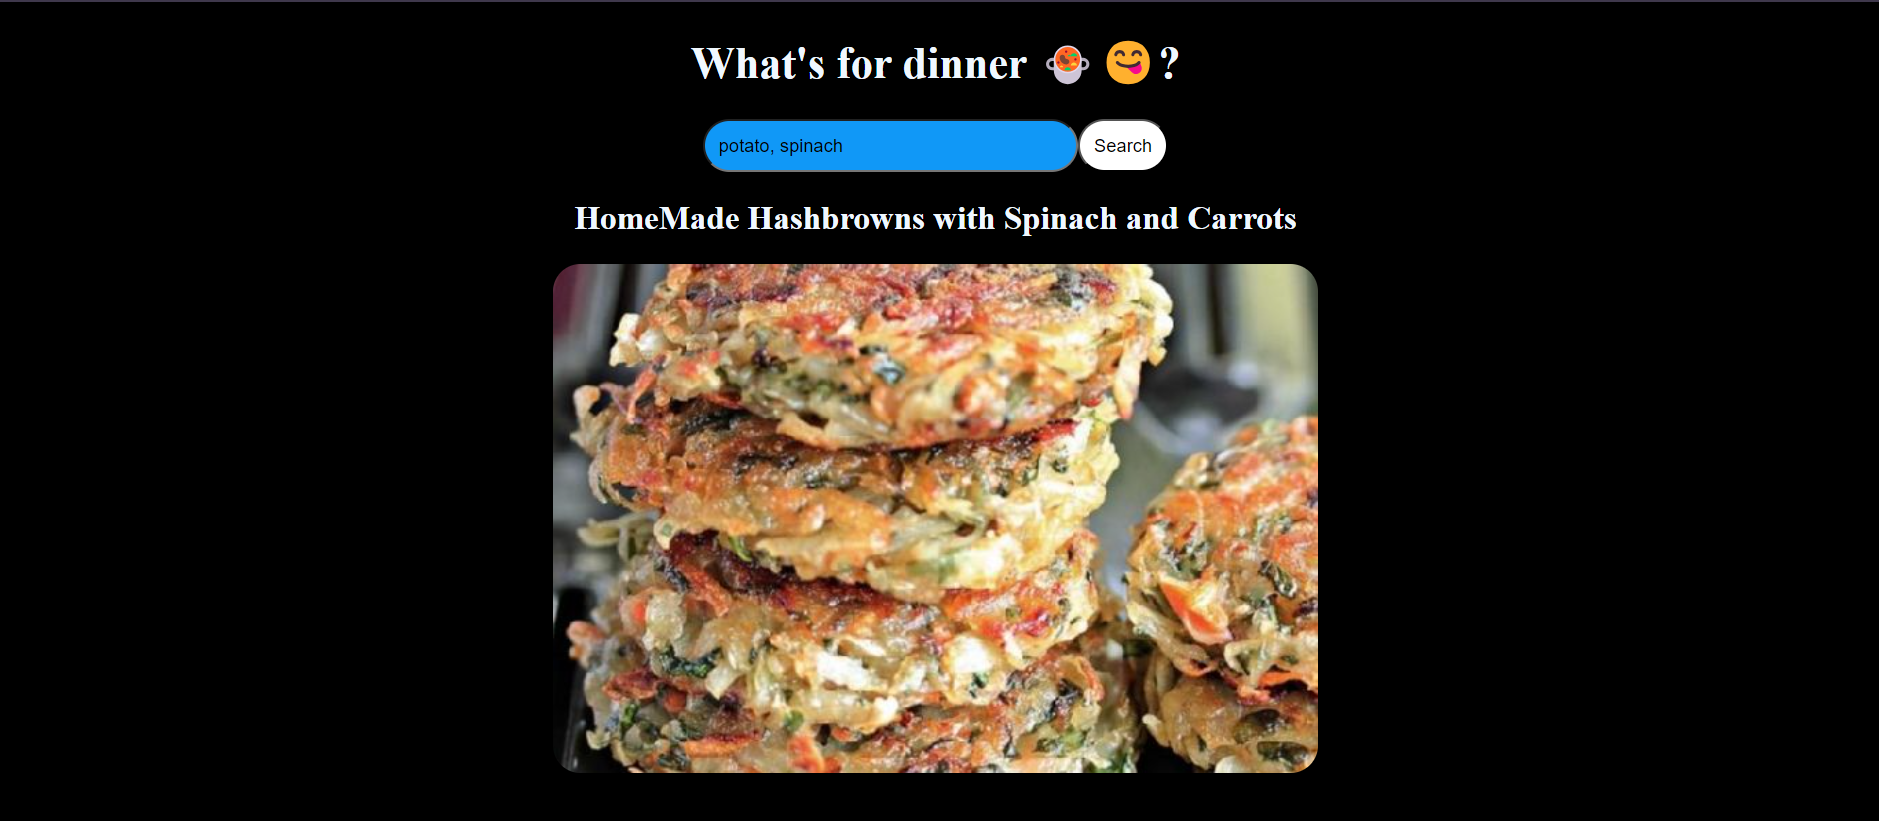 What's for dinner 🍲 😋?
potato, spinach
Search
HomeMade Hashbrowns with Spinach and Carrots